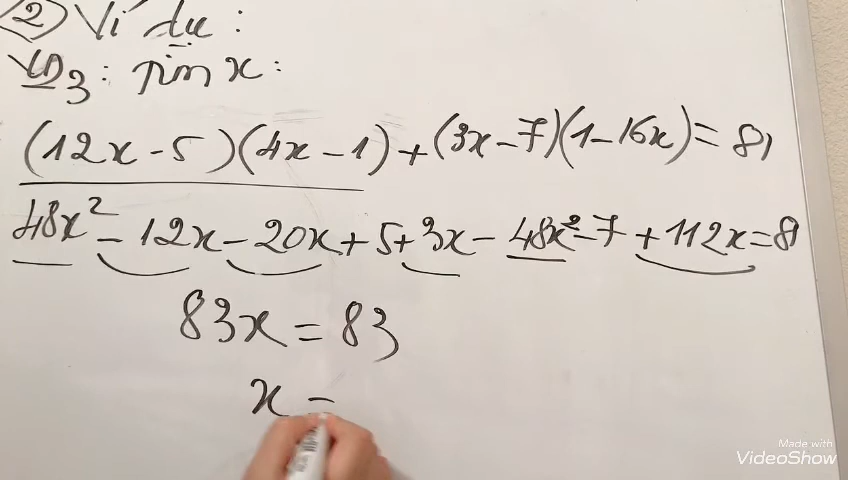 ② Ví dụ :
VD3 : Tìm x :
(12x - 5)(4x - 1) + (3x - 7)(1 - 16x) = 81
48x² - 12x - 20x + 5 + 3x - 48x² - 7 + 112x = 81
83x = 83
x =
Made with
VideoShow